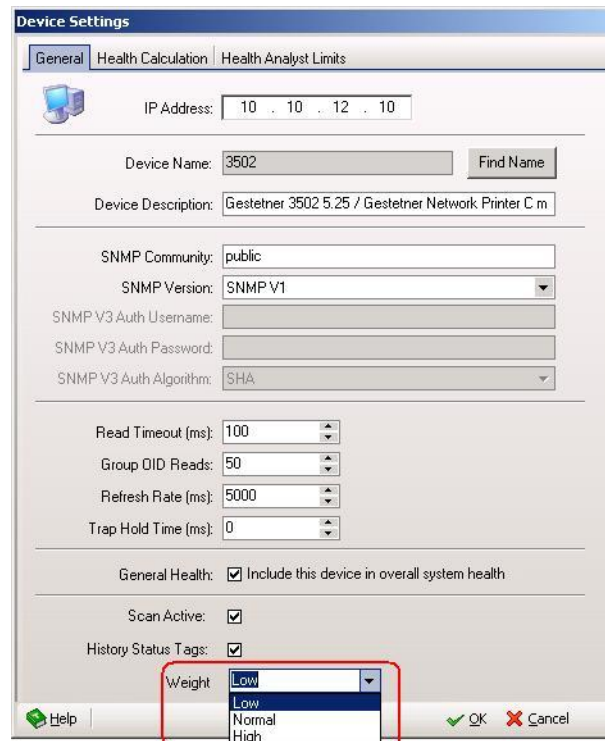 Device Settings
General Health Calculation Health Analyst Limits
IP Address: 10 . 10 . 12 . 10
Device Name: 3502 Find Name
Device Description: Gestetner 3502 5.25 / Gestetner Network Printer C m
SNMP Community: public
SNMP Version: SNMP V1
SNMP V3 Auth Username:
SNMP V3 Auth Password:
SNMP V3 Auth Algorithm: SHA
Read Timeout (ms): 100
Group OID Reads: 50
Refresh Rate (ms): 5000
Trap Hold Time (ms): 0
General Health: Include this device in overall system health
Scan Active:
History Status Tags:
Weight Low
Low
Normal
High
Help OK Cancel